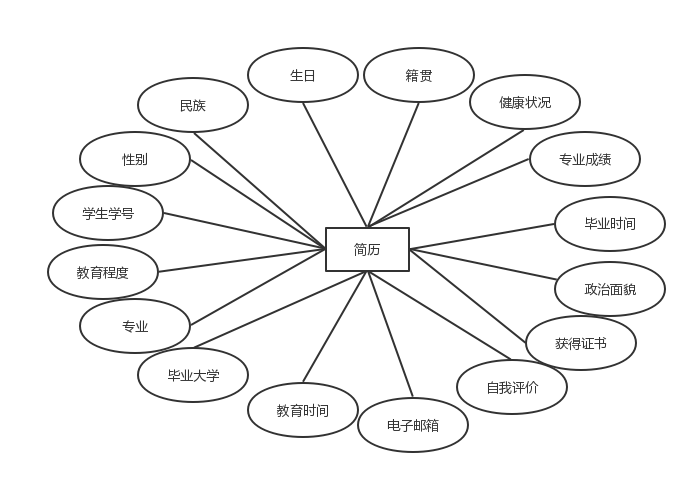 生日
籍贯
健康状况
民族
专业成绩
性别
学生学号
毕业时间
简历
教育程度
政治面貌
专业
获得证书
毕业大学
自我评价
教育时间
电子邮箱